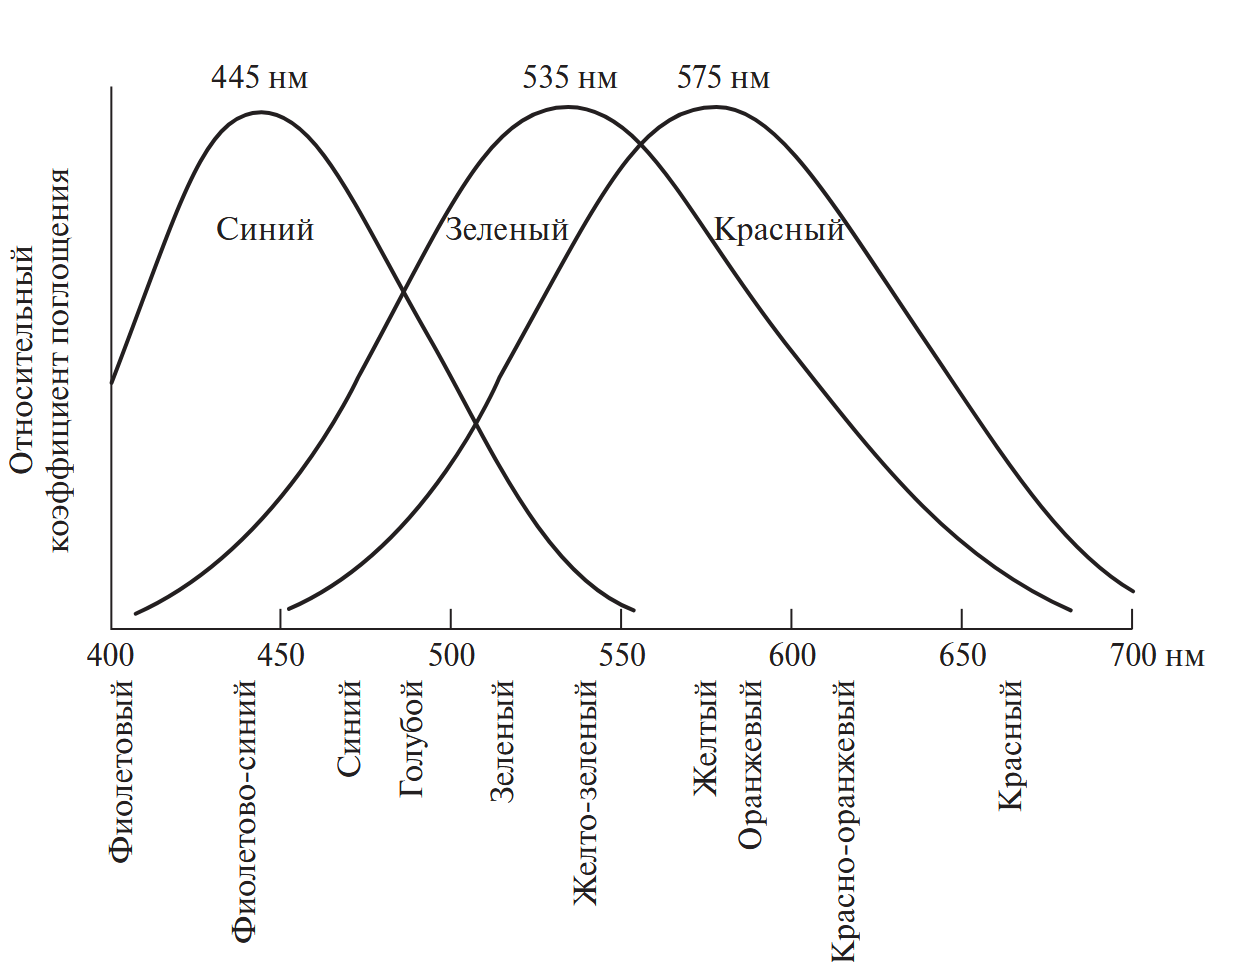 445 нм
535 нм
575 нм
Относительный
коэффициент поглощения
Синий
Зеленый
Красный
400
450
500
550
600
650
700 нм
Фиолетовый
Фиолетово-синий
Синий
Голубой
Зеленый
Желто-зеленый
Желтый
Оранжевый
Красно-оранжевый
Красный